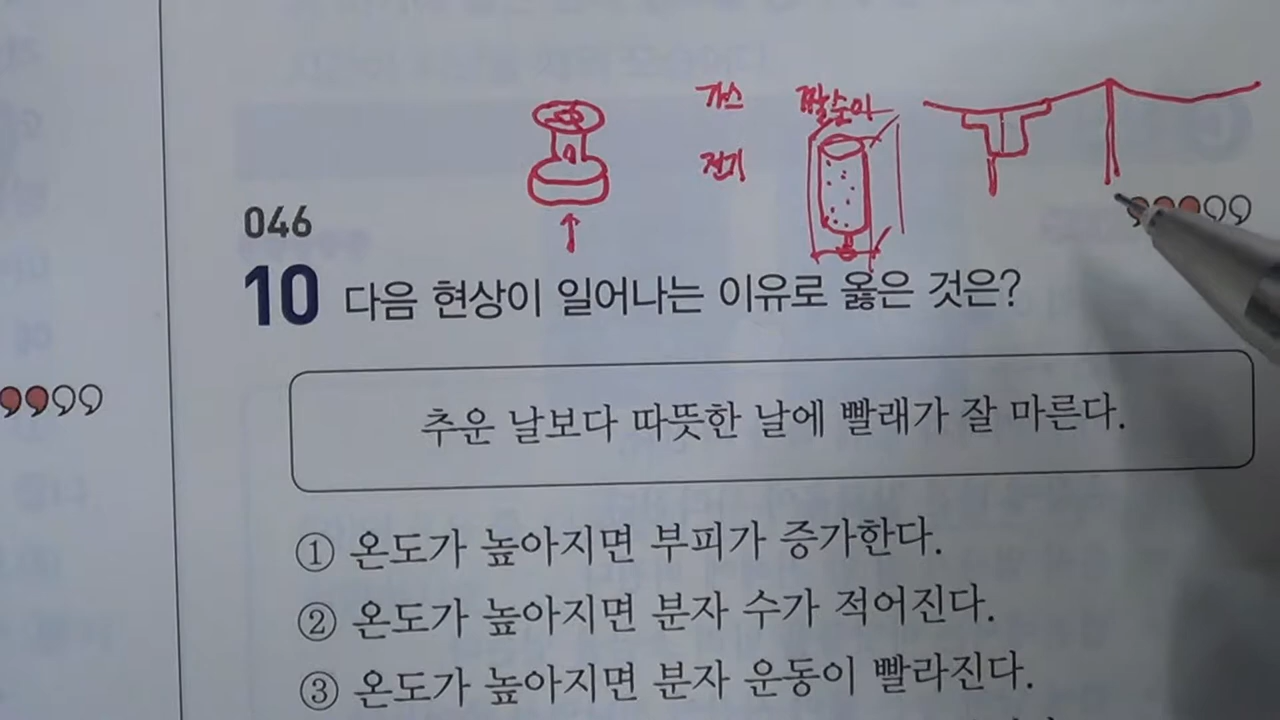 가스
짤순이
전기
046
10 다음 현상이 일어나는 이유로 옳은 것은?
추운 날보다 따뜻한 날에 빨래가 잘 마른다.
① 온도가 높아지면 부피가 증가한다.
② 온도가 높아지면 분자 수가 적어진다.
③ 온도가 높아지면 분자 운동이 빨라진다.